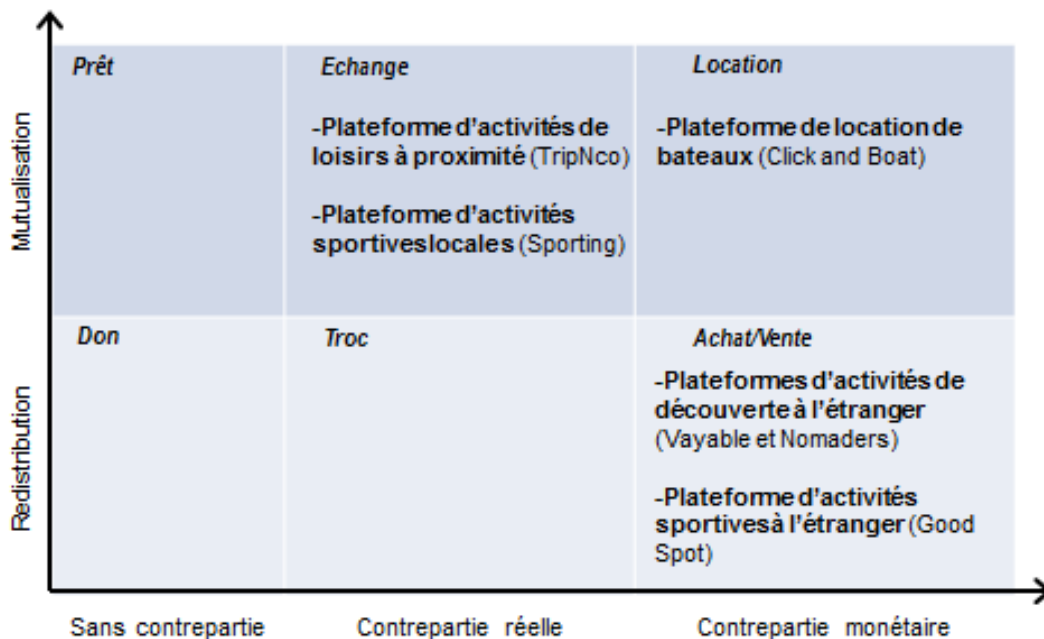 Mutualisation
Prêt
Echange
-Plateforme d'activités de
loisirs à proximité (TripNco)
-Plateforme d'activités
sportiveslocales (Sporting)
Location
-Plateforme de location de
bateaux (Click and Boat)
Redistribution
Don
Troc
Achat/Vente
-Plateformes d'activités de
découverte à l'étranger
(Vayable et Nomaders)
-Plateforme d'activités
sportivesà l'étranger (Good
Spot)
Sans contrepartie
Contrepartie réelle
Contrepartie monétaire